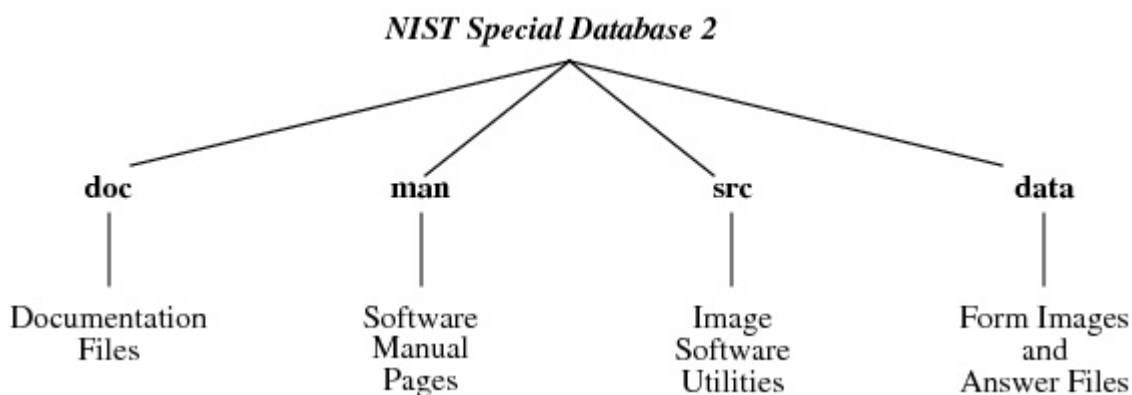 NIST Special Database 2
doc
man
src
data
Documentation
Files
Software
Manual
Pages
Image
Software
Utilities
Form Images
and
Answer Files